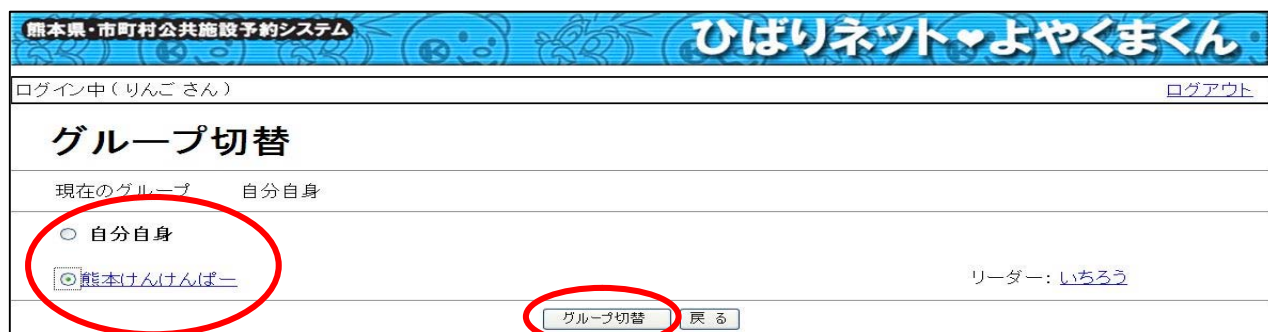 熊本県・市町村公共施設予約システム
ひばりネット♥よやくまくん
ログイン中 ( りんご さん )
ログアウト
グループ切替
現在のグループ 自分自身
自分自身
熊本けんけんぱー
リーダー: いちろう
グループ切替 戻 る